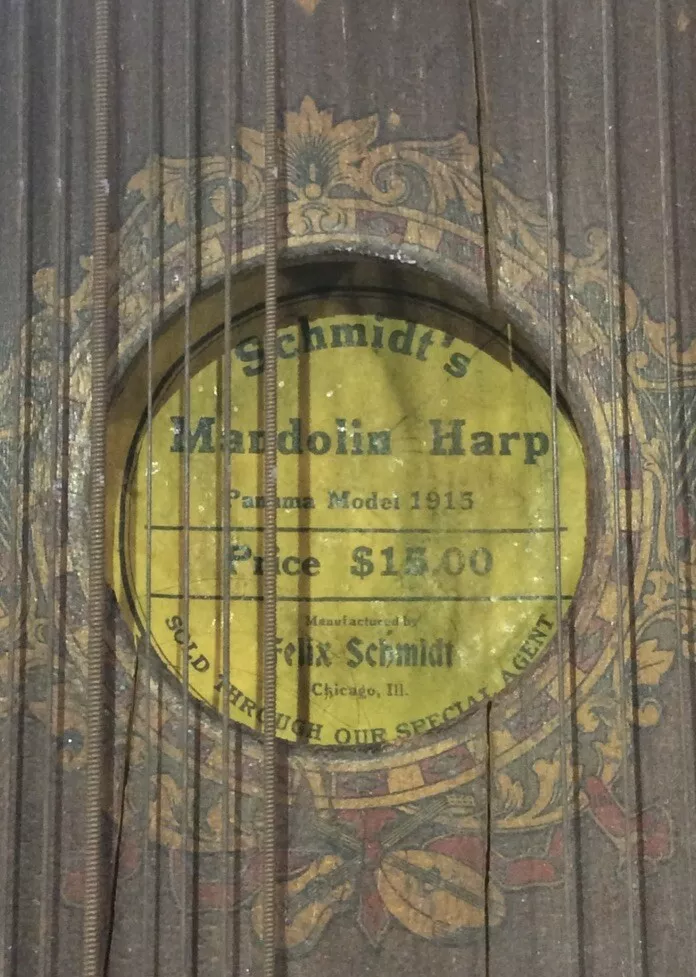 Schmidt's
Mandolin Harp
Panama Model 1915
Price $15.00
Manufactured by
Felix Schmidt
Chicago, Ill.
SOLD THROUGH OUR SPECIAL AGENT